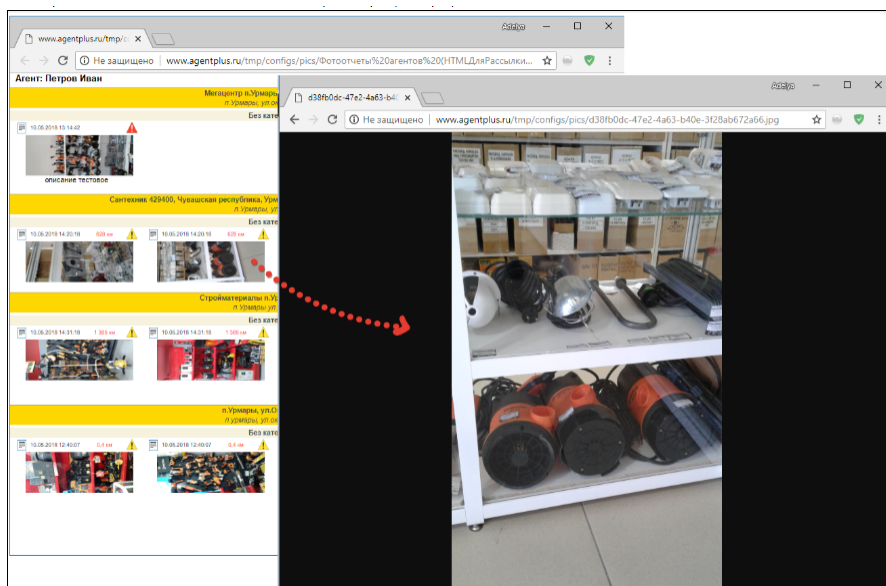 Adelya
www.agentplus.ru/tmp/c
Не защищено | www.agentplus.ru/tmp/configs/pics/Фотоотчеты%20агентов%20(HTMLДляРассылки...
Агент: Петров Иван
Мегацентр п.Урмары
п.Урмары, ул.ок
Без кате
10.05.2018 13:14:42
описание тестовое
Сантехник 429400, Чувашская республика, Урм
п.Урмары, ул
Без кате
10.05.2018 14:20:18 628 км
10.05.2018 14:20:18 628 км
Стройматериалы п.У
п.Урмары ул.
Без кате
10.05.2018 14:31:18
10.05.2018 14:31:18
п.Урмары, ул.О
п.урмары, ул.ок
Без кате
10.05.2018 12:40:07 0,4 км
10.05.2018 12:40:07 0,4 км
Adelya
d38fb0dc-47e2-4a63-b40
Не защищено | www.agentplus.ru/tmp/configs/pics/d38fb0dc-47e2-4a63-b40e-3f28ab672a66.jpg